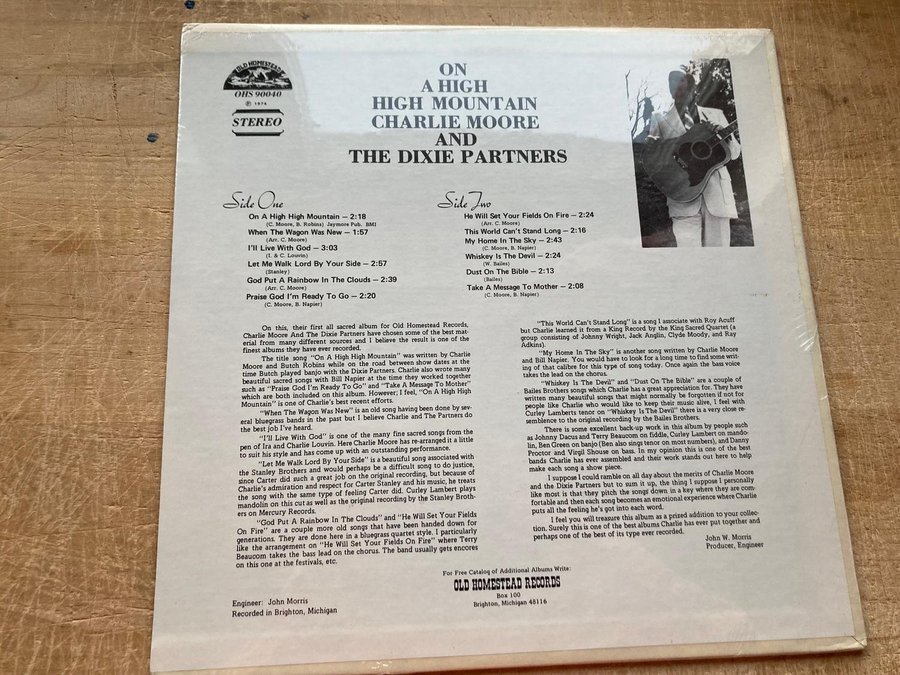 OLD HOMESTEAD
OHS 90040
℗ 1974
STEREO
ON
A HIGH
HIGH MOUNTAIN
CHARLIE MOORE
AND
THE DIXIE PARTNERS
Side One
On A High High Mountain — 2:18
(C. Moore, B. Robins) Jaymore Pub. BMI
When The Wagon Was New — 1:57
(Arr. C. Moore)
I'll Live With God — 3:03
(I. & C. Louvin)
Let Me Walk Lord By Your Side — 2:57
(Stanley)
God Put A Rainbow In The Clouds — 2:39
(Arr. C. Moore)
Praise God I'm Ready To Go — 2:20
(C. Moore, B. Napier)
Side Two
He Will Set Your Fields On Fire — 2:24
(Arr. C. Moore)
This World Can't Stand Long — 2:16
My Home In The Sky — 2:43
(C. Moore, B. Napier)
Whiskey Is The Devil — 2:24
(W. Bailes)
Dust On The Bible — 2:13
(Bailes)
Take A Message To Mother — 2:08
(C. Moore, B. Napier)
On this, their first all sacred album for Old Homestead Records,
Charlie Moore And The Dixie Partners have chosen some of the best mat-
erial from many different sources and I believe the result is one of the
finest albums they have ever recorded.
The title song "On A High High Mountain" was written by Charlie
Moore and Butch Robins while on the road between show dates at the
time Butch played banjo with the Dixie Partners. Charlie also wrote many
beautiful sacred songs with Bill Napier at the time they worked together
such as "Praise God I'm Ready To Go" and "Take A Message To Mother"
which are both included on this album. However; I feel, "On A High High
Mountain" is one of Charlie's best recent efforts.
"When The Wagon Was New" is an old song having been done by sev-
eral bluegrass bands in the past but I believe Charlie and The Partners do
the best job I've heard.
"I'll Live With God" is one of the many fine sacred songs from the
pen of Ira and Charlie Louvin. Here Charlie Moore has re-arranged it a little
to suit his style and has come up with an outstanding performance.
"Let Me Walk Lord By Your Side" is a beautiful song associated with
the Stanley Brothers and would perhaps be a difficult song to do justice,
since Carter did such a great job on the original recording, but because of
Charlie's admiration and respect for Carter Stanley and his music, he treats
the song with the same type of feeling Carter did. Curley Lambert plays
mandolin on this cut as well as the original recording by the Stanley Broth-
ers on Mercury Records.
"God Put A Rainbow In The Clouds" and "He Will Set Your Fields
On Fire" are a couple more old songs that have been handed down for
generations. They are done here in a bluegrass quartet style. I particularly
like the arrangement on "He Will Set Your Fields On Fire" where Terry
Beaucom takes the bass lead on the chorus. The band usually gets encores
on this one at the festivals, etc.
"This World Can't Stand Long" is a song I associate with Roy Acuff
but Charlie learned it from a King Record by the King Sacred Quartet (a
group consisting of Johnny Wright, Jack Anglin, Clyde Moody, and Ray
Adkins).
"My Home In The Sky" is another song written by Charlie Moore
and Bill Napier. You would have to look for a long time to find some writ-
ing of that calibre for this type of song today. Once again the bass voice
takes the lead on the chorus.
"Whiskey Is The Devil" and "Dust On The Bible" are a couple of
Bailes Brothers songs which Charlie has a great appreciation for. They have
written many beautiful songs that might normally be forgotten if not for
people like Charlie who would like to keep their music alive, I feel with
Curley Lamberts tenor on "Whiskey Is The Devil" there is a very close re-
semblence to the original recording by the Bailes Brothers.
There is some excellent back-up work in this album by people such
as Johnny Dacus and Terry Beaucom on fiddle, Curley Lambert on mando-
lin, Ben Green on banjo (Ben also sings tenor on most numbers), and Danny
Proctor and Virgil Shouse on bass. In my opinion this is one of the best
bands Charlie has ever assembled and their work stands out here to help
make each song a show piece.
I suppose I could ramble on all day about the merits of Charlie Moore
and the Dixie Partners but to sum it up, the thing I suppose I personally
like most is that they pitch the songs down in a key where they are com-
fortable and then each song becomes an emotional experience where Charlie
puts all the feeling he's got into each word.
I feel you will treasure this album as a prized addition to your collec-
tion. Surely this is one of the best albums Charlie has ever put together and
perhaps one of the best of its type ever recorded.
John W. Morris
Producer, Engineer
For Free Catalog of Additional Albums Write:
OLD HOMESTEAD RECORDS
Box 100
Brighton, Michigan 48116
Engineer: John Morris
Recorded in Brighton, Michigan